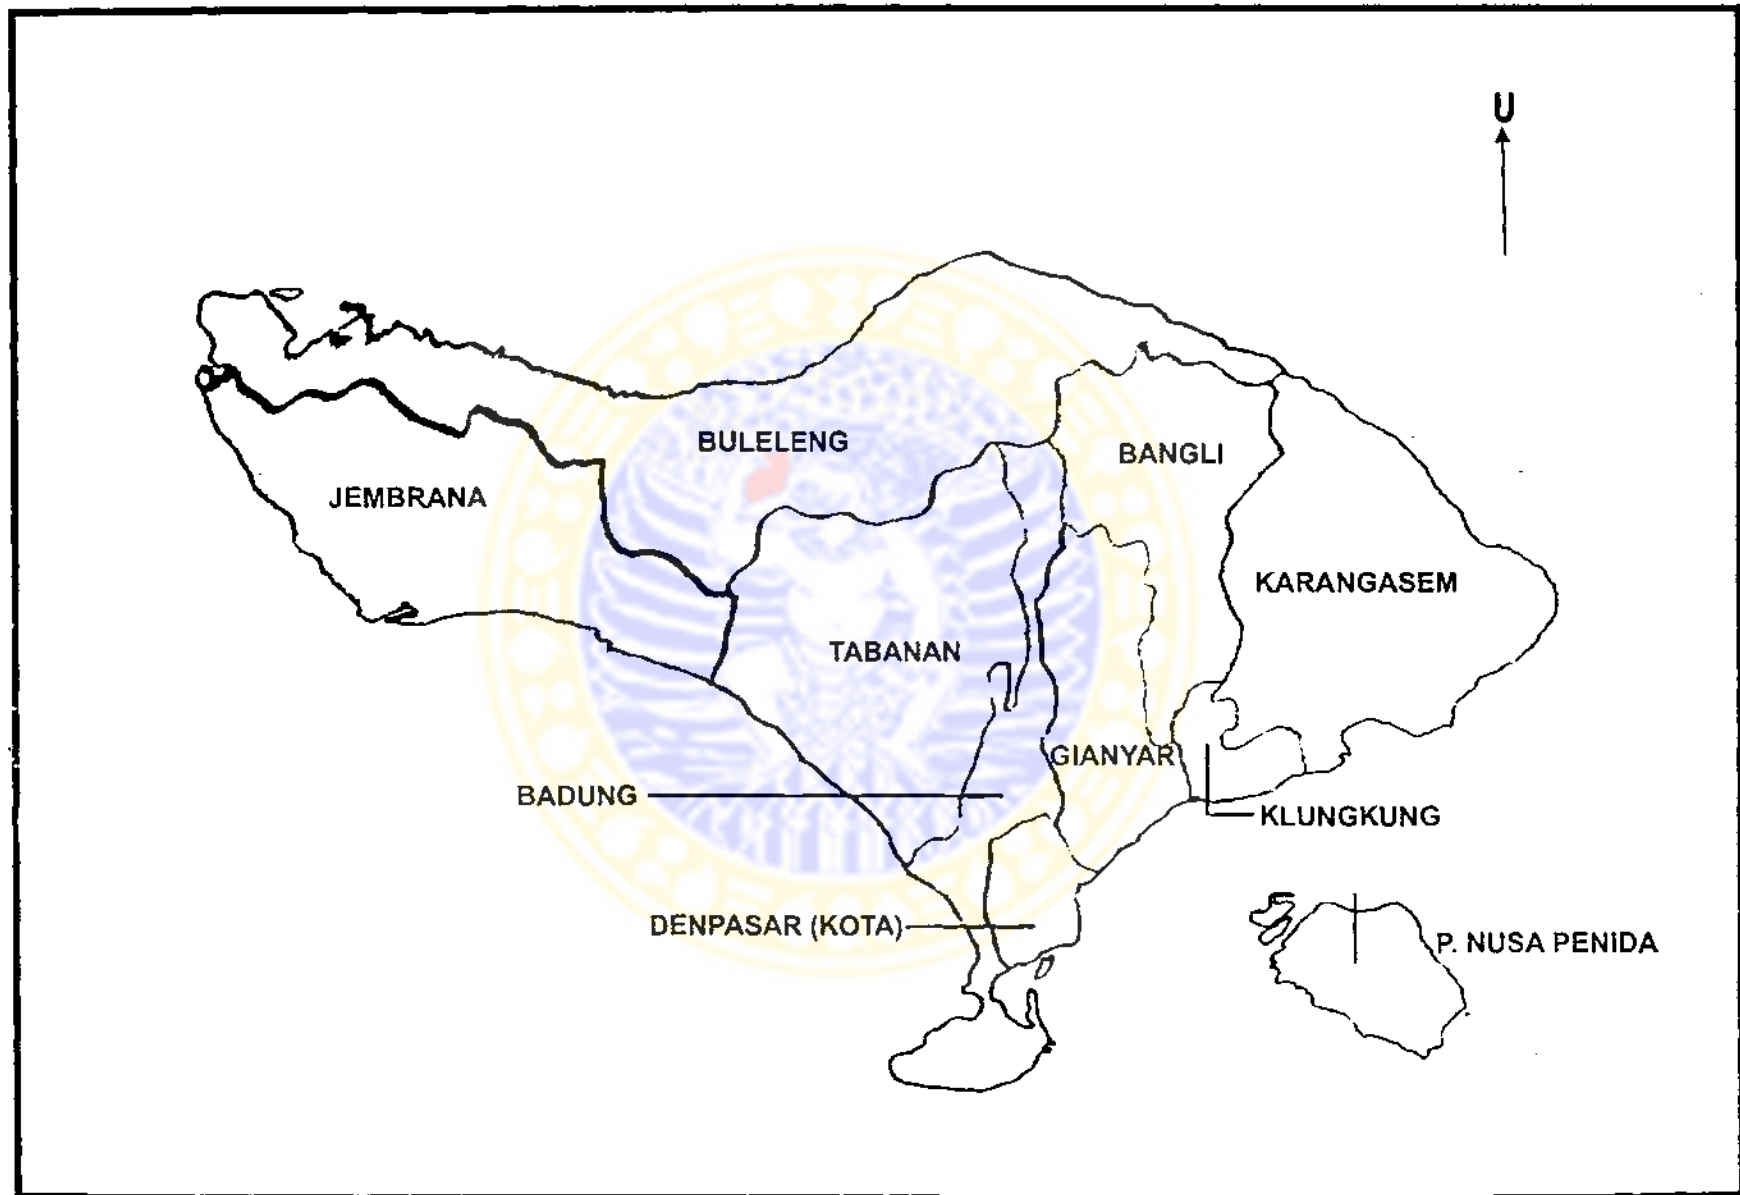 U
BULELENG
BANGLI
JEMBRANA
KARANGASEM
TABANAN
GIANYAR
BADUNG
KLUNGKUNG
DENPASAR (KOTA)
P. NUSA PENIDA